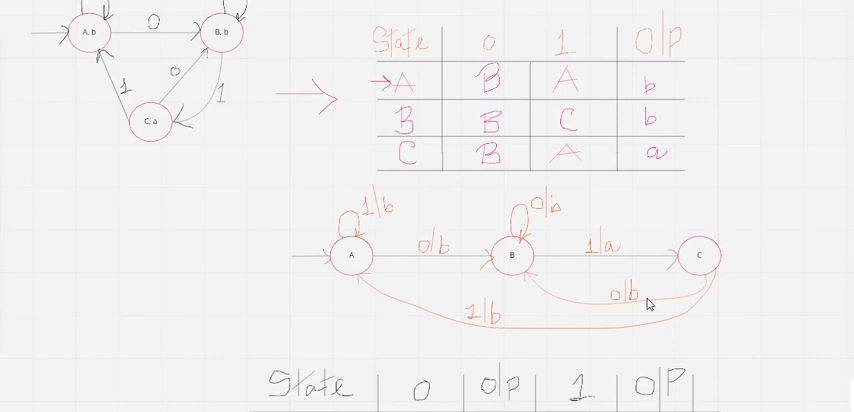 A, b
0
B, b
0
1
1
C, a
State 0 1 O|P
→A B A b
B B C b
C B A a
1|b
0|b
A
0|b
B
1|a
C
0|b
1|b
State 0 O|P 1 O|P